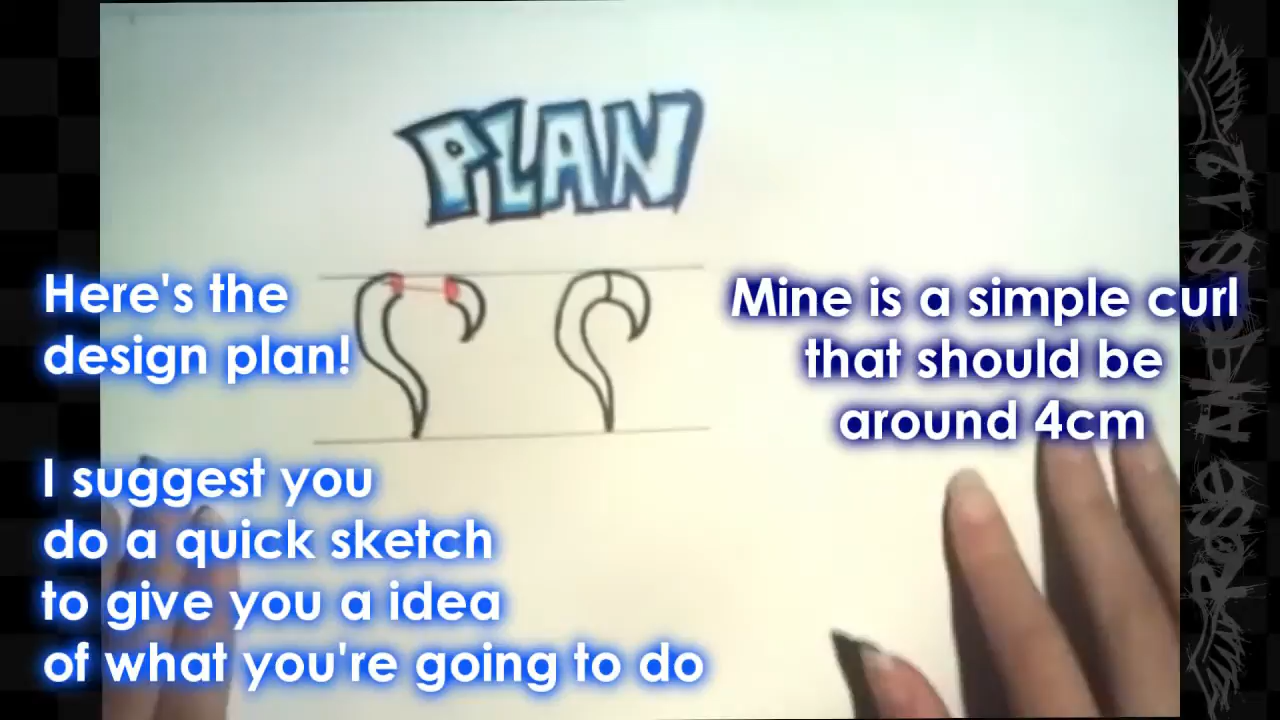 PLAN
Here's the
design plan!
I suggest you
do a quick sketch
to give you a idea
of what you're going to do
Mine is a simple curl
that should be
around 4cm